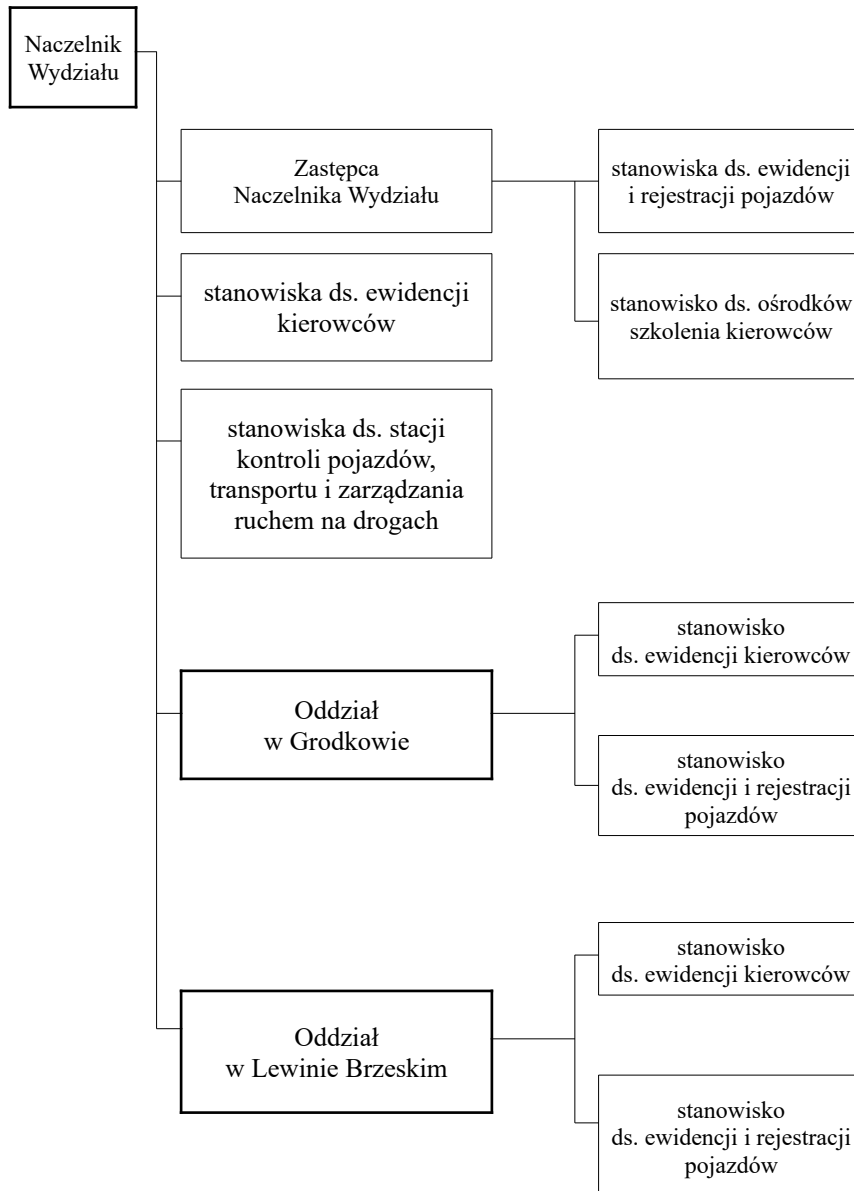 Naczelnik
Wydziału
Zastępca
Naczelnika Wydziału
stanowiska ds. ewidencji
i rejestracji pojazdów
stanowisko ds. ośrodków
szkolenia kierowców
stanowiska ds. ewidencji
kierowców
stanowiska ds. stacji
kontroli pojazdów,
transportu i zarządzania
ruchem na drogach
Oddział
w Grodkowie
stanowisko
ds. ewidencji kierowców
stanowisko
ds. ewidencji i rejestracji
pojazdów
Oddział
w Lewinie Brzeskim
stanowisko
ds. ewidencji kierowców
stanowisko
ds. ewidencji i rejestracji
pojazdów